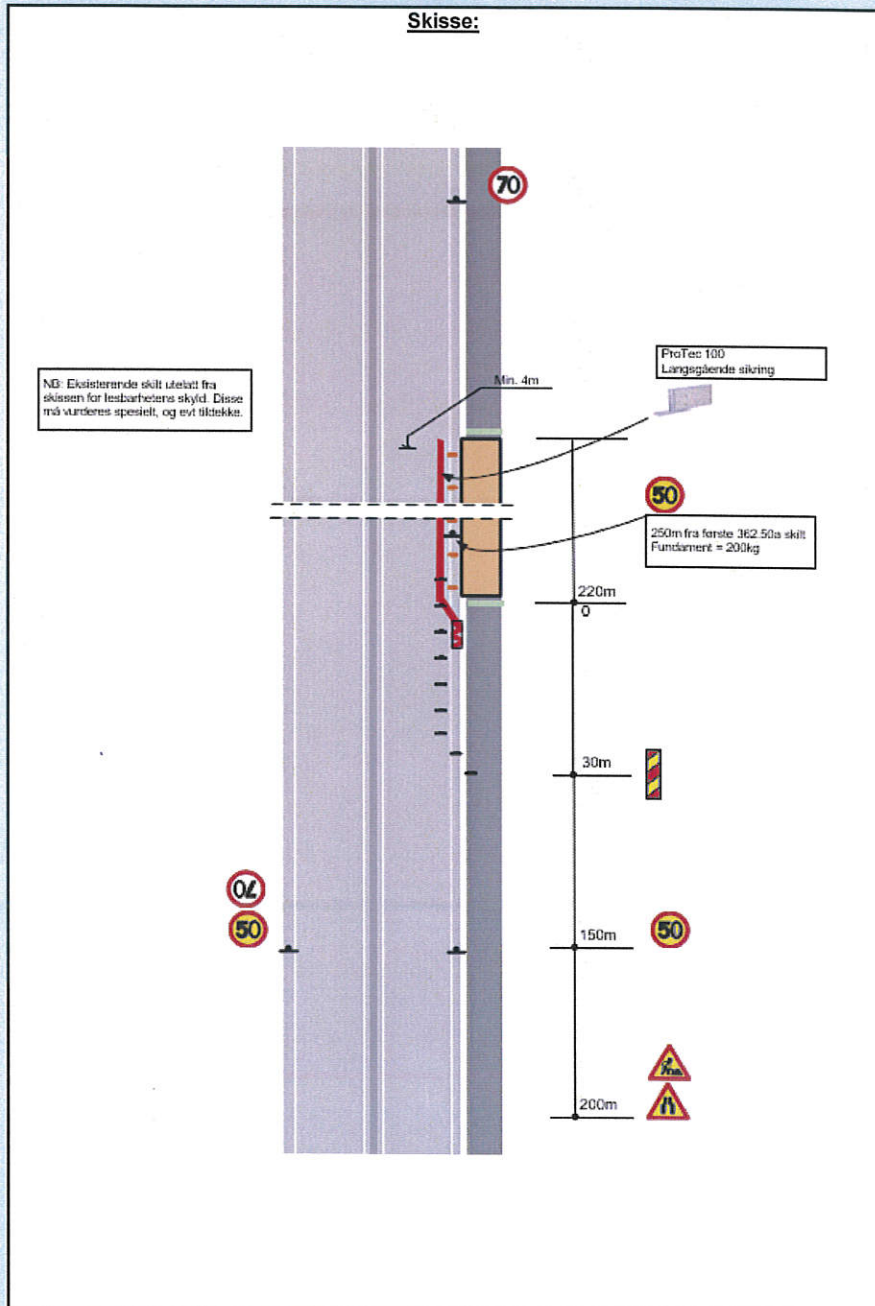 Skisse:
70
ProTec 100
Langsgående sikring
NB: Eksisterende skilt utelatt fra
skissen for lesbarhetens skyld. Disse
må vurderes spesielt, og evt tildekke.
Min. 4m
50
250m fra første 362.50a skilt
Fundament = 200kg
220m
0
30m
70
50
150m
50
200m